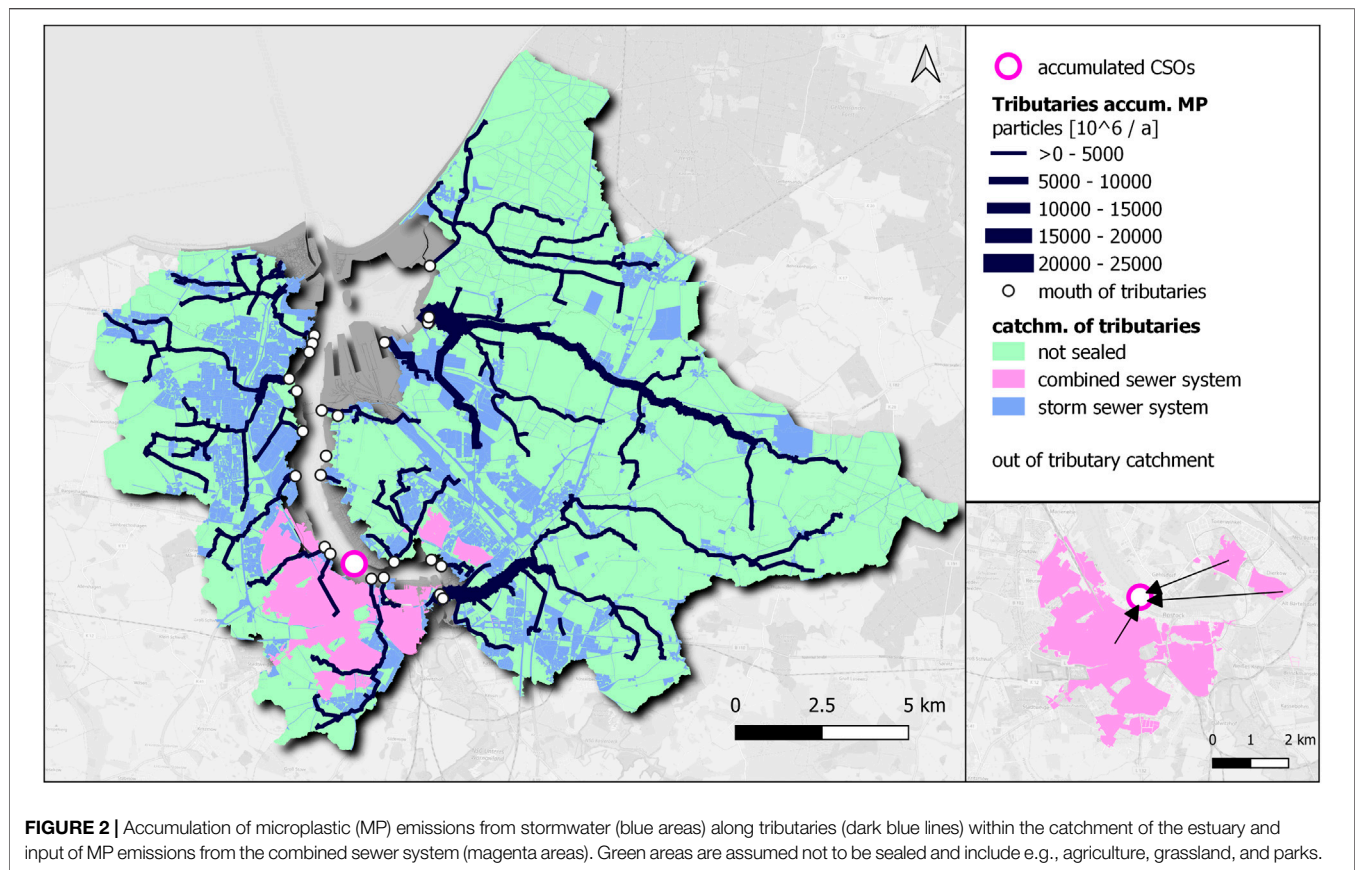 accumulated CSOs
Tributaries accum. MP
particles [10^6 / a]
>0 - 5000
5000 - 10000
10000 - 15000
15000 - 20000
20000 - 25000
mouth of tributaries
catchm. of tributaries
not sealed
combined sewer system
storm sewer system
out of tributary catchment
0 2.5 5 km
0 1 2 km
FIGURE 2 | Accumulation of microplastic (MP) emissions from stormwater (blue areas) along tributaries (dark blue lines) within the catchment of the estuary and
input of MP emissions from the combined sewer system (magenta areas). Green areas are assumed not to be sealed and include e.g., agriculture, grassland, and parks.